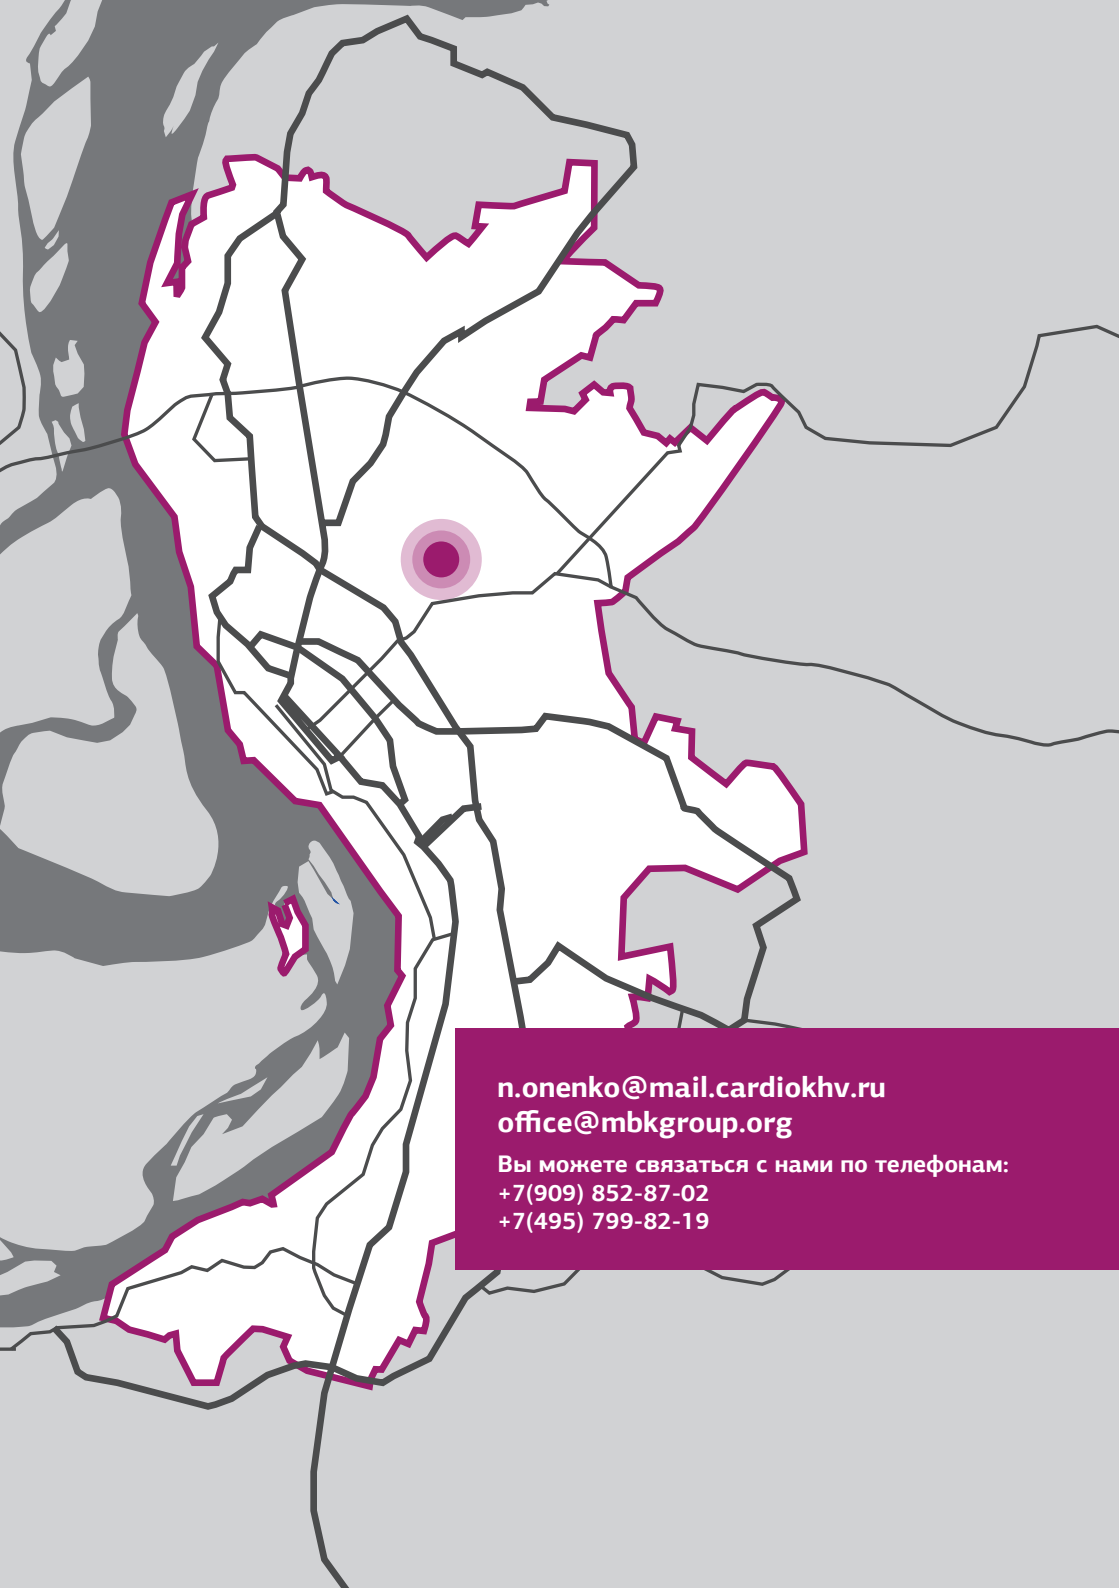 n.onenko@mail.cardiokhv.ru
office@mbkgroup.org
Вы можете связаться с нами по телефонам:
+7(909) 852-87-02
+7(495) 799-82-19